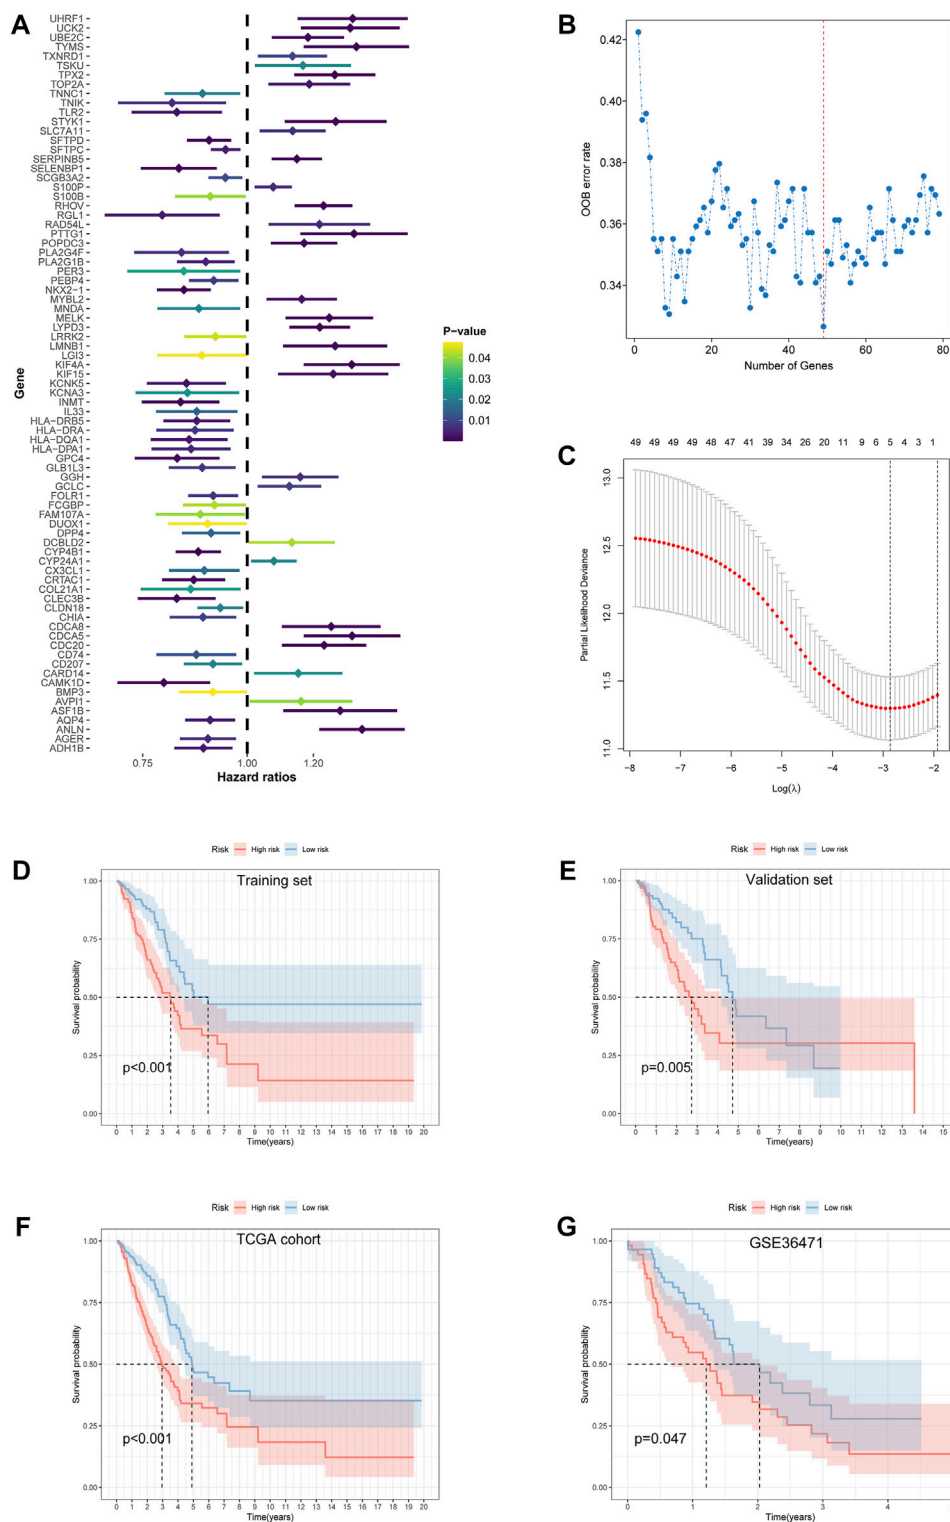 A
UHRF1
UCK2
UBE2C
TYMS
TXNRD1
TSKU
TPX2
TOP2A
TNNC1
TNIK
TLR2
STYK1
SLC7A11
SFTPD
SFTPC
SERPINB5
SELENBP1
SCGB3A2
S100P
S100B
RHOV
RGL1
RAD54L
PTTG1
POPDC3
PLA2G4F
PLA2G1B
PER3
PEBP4
NKX2−1
MYBL2
MNDA
MELK
LYPD3
LRRK2
LMNB1
LGI3
KIF4A
KIF15
KCNK5
KCNA3
INMT
IL33
HLA−DRB5
HLA−DRA
HLA−DQA1
HLA−DPA1
GPC4
GLB1L3
GGH
GCLC
FOLR1
FCGBP
FAM107A
DUOX1
DPP4
DCBLD2
CYP4B1
CYP24A1
CX3CL1
CRTAC1
COL21A1
CLEC3B
CLDN18
CHIA
CDCA8
CDCA5
CDC20
CD74
CD207
CARD14
CAMK1D
BMP3
AVPI1
ASF1B
AQP4
ANLN
AGER
ADH1B
Gene
0.75 1.00 1.20
Hazard ratios
P−value
0.04
0.03
0.02
0.01
B
0.42
0.40
0.38
0.36
0.34
OOB error rate
0 20 40 60 80
Number of Genes
C
49 49 49 49 48 47 41 39 34 26 20 11 9 6 5 4 3 1
13.0
12.5
12.0
11.5
11.0
Partial Likelihood Deviance
−8 −7 −6 −5 −4 −3 −2
Log(λ)
D
Risk High risk Low risk
Training set
1.00
0.75
0.50
0.25
0.00
Survival probability
p<0.001
0 1 2 3 4 5 6 7 8 9 10 11 12 13 14 15 16 17 18 19 20
Time(years)
E
Risk High risk Low risk
Validation set
1.00
0.75
0.50
0.25
0.00
Survival probability
p=0.005
0 1 2 3 4 5 6 7 8 9 10 11 12 13 14 15
Time(years)
F
Risk High risk Low risk
TCGA cohort
1.00
0.75
0.50
0.25
0.00
Survival probability
p<0.001
0 1 2 3 4 5 6 7 8 9 10 11 12 13 14 15 16 17 18 19 20
Time(years)
G
Risk High risk Low risk
GSE36471
1.00
0.75
0.50
0.25
0.00
Survival probability
p=0.047
0 1 2 3 4
Time(years)